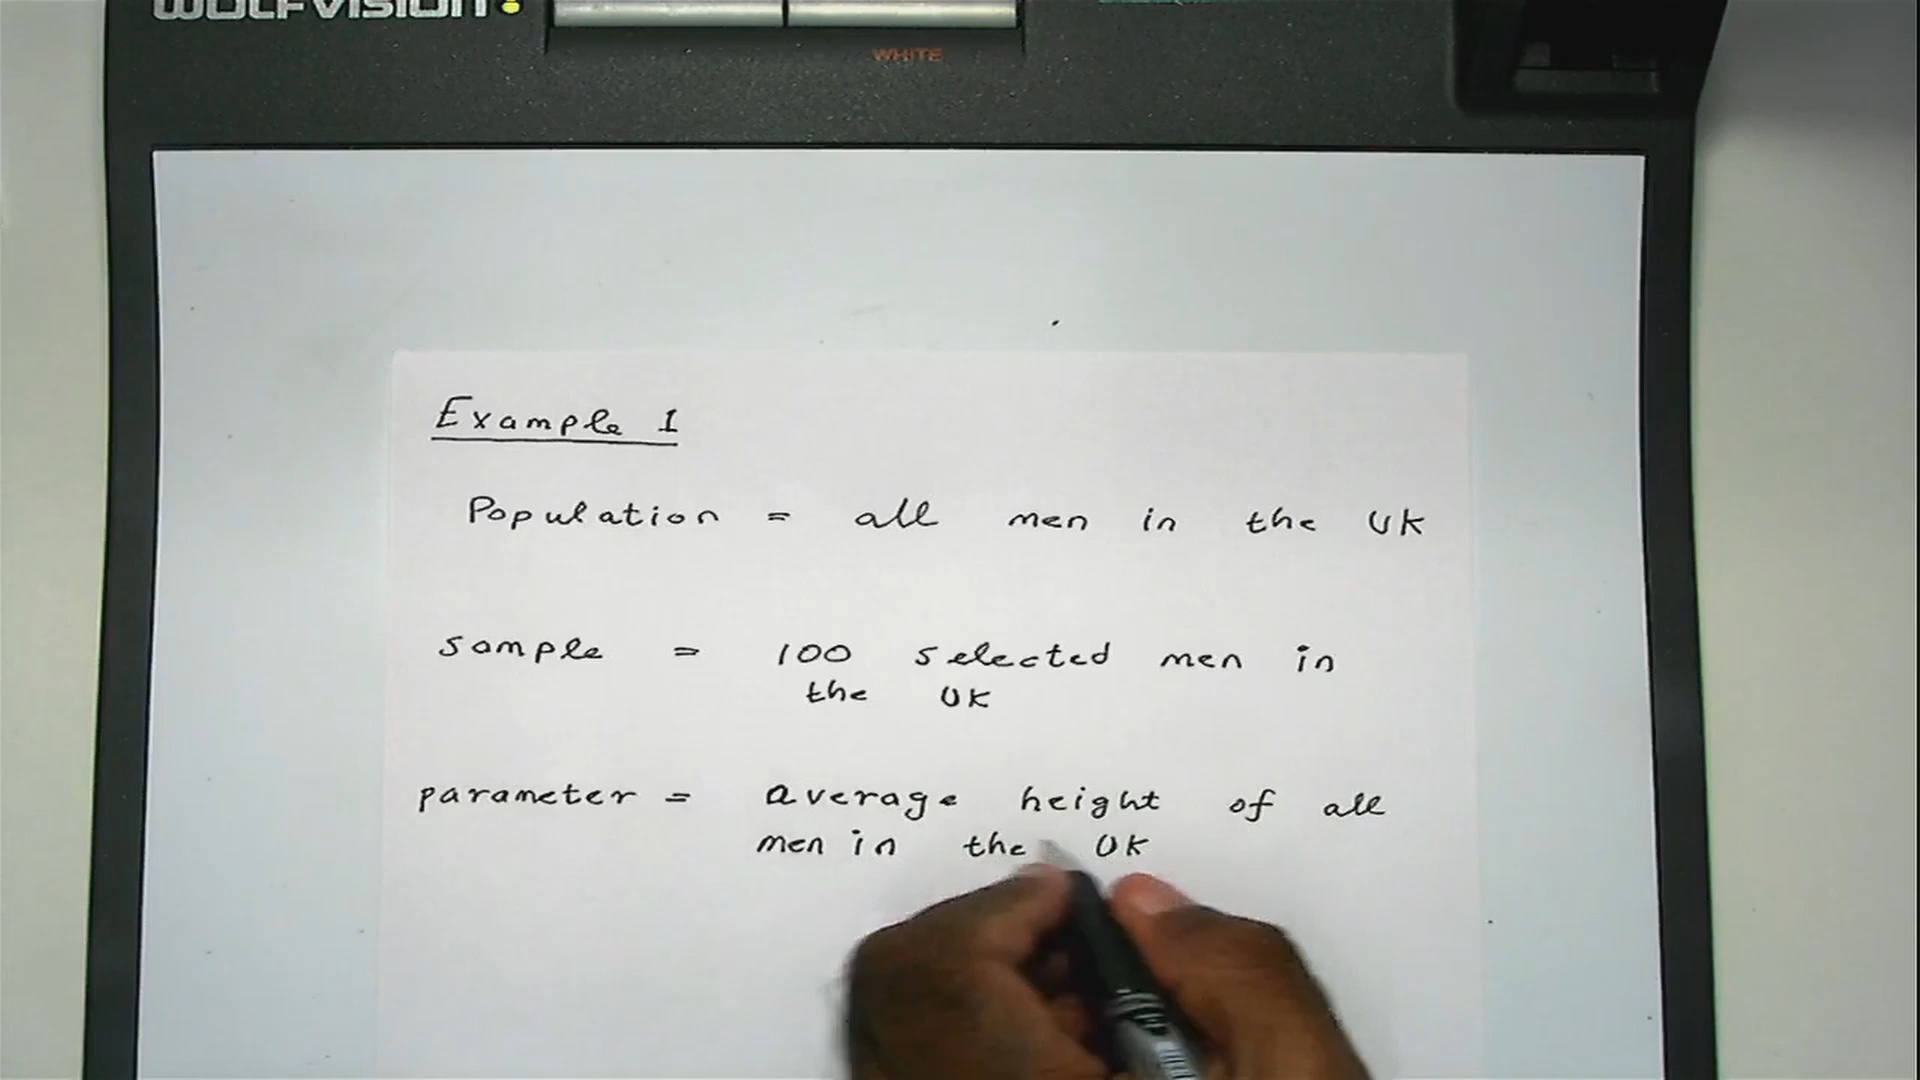 WOLFVISION
WHITE
Example 1
Population = all men in the UK
sample = 100 selected men in
the UK
parameter = average height of all
men in the UK